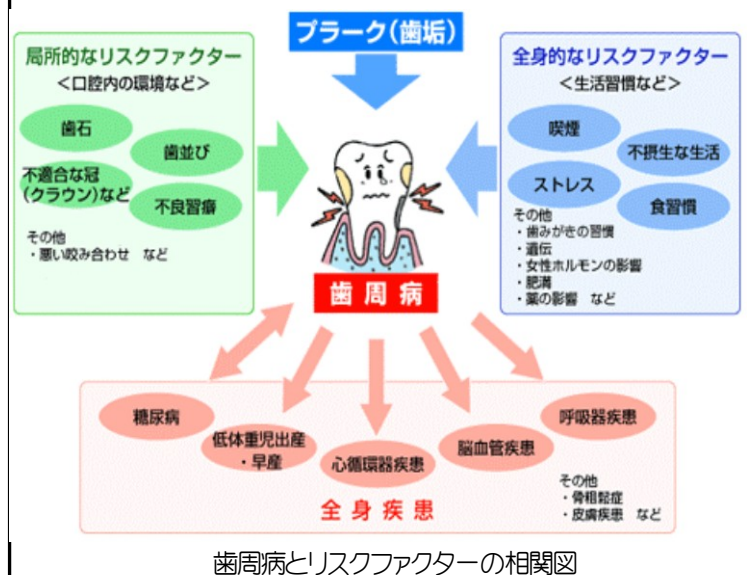 プラーク(歯垢)
局所的なリスクファクター
<口腔内の環境など>
歯石
歯並び
不適合な冠
(クラウン)など
不良習癖
その他
・悪い咬み合わせ など
全身的なリスクファクター
<生活習慣など>
喫煙
不摂生な生活
ストレス
食習慣
その他
・歯みがきの習慣
・遺伝
・女性ホルモンの影響
・肥満
・薬の影響 など
歯周病
糖尿病
低体重児出産
・早産
心循環器疾患
脳血管疾患
呼吸器疾患
その他
・骨粗鬆症
・皮膚疾患 など
全身疾患
歯周病とリスクファクターの相関図